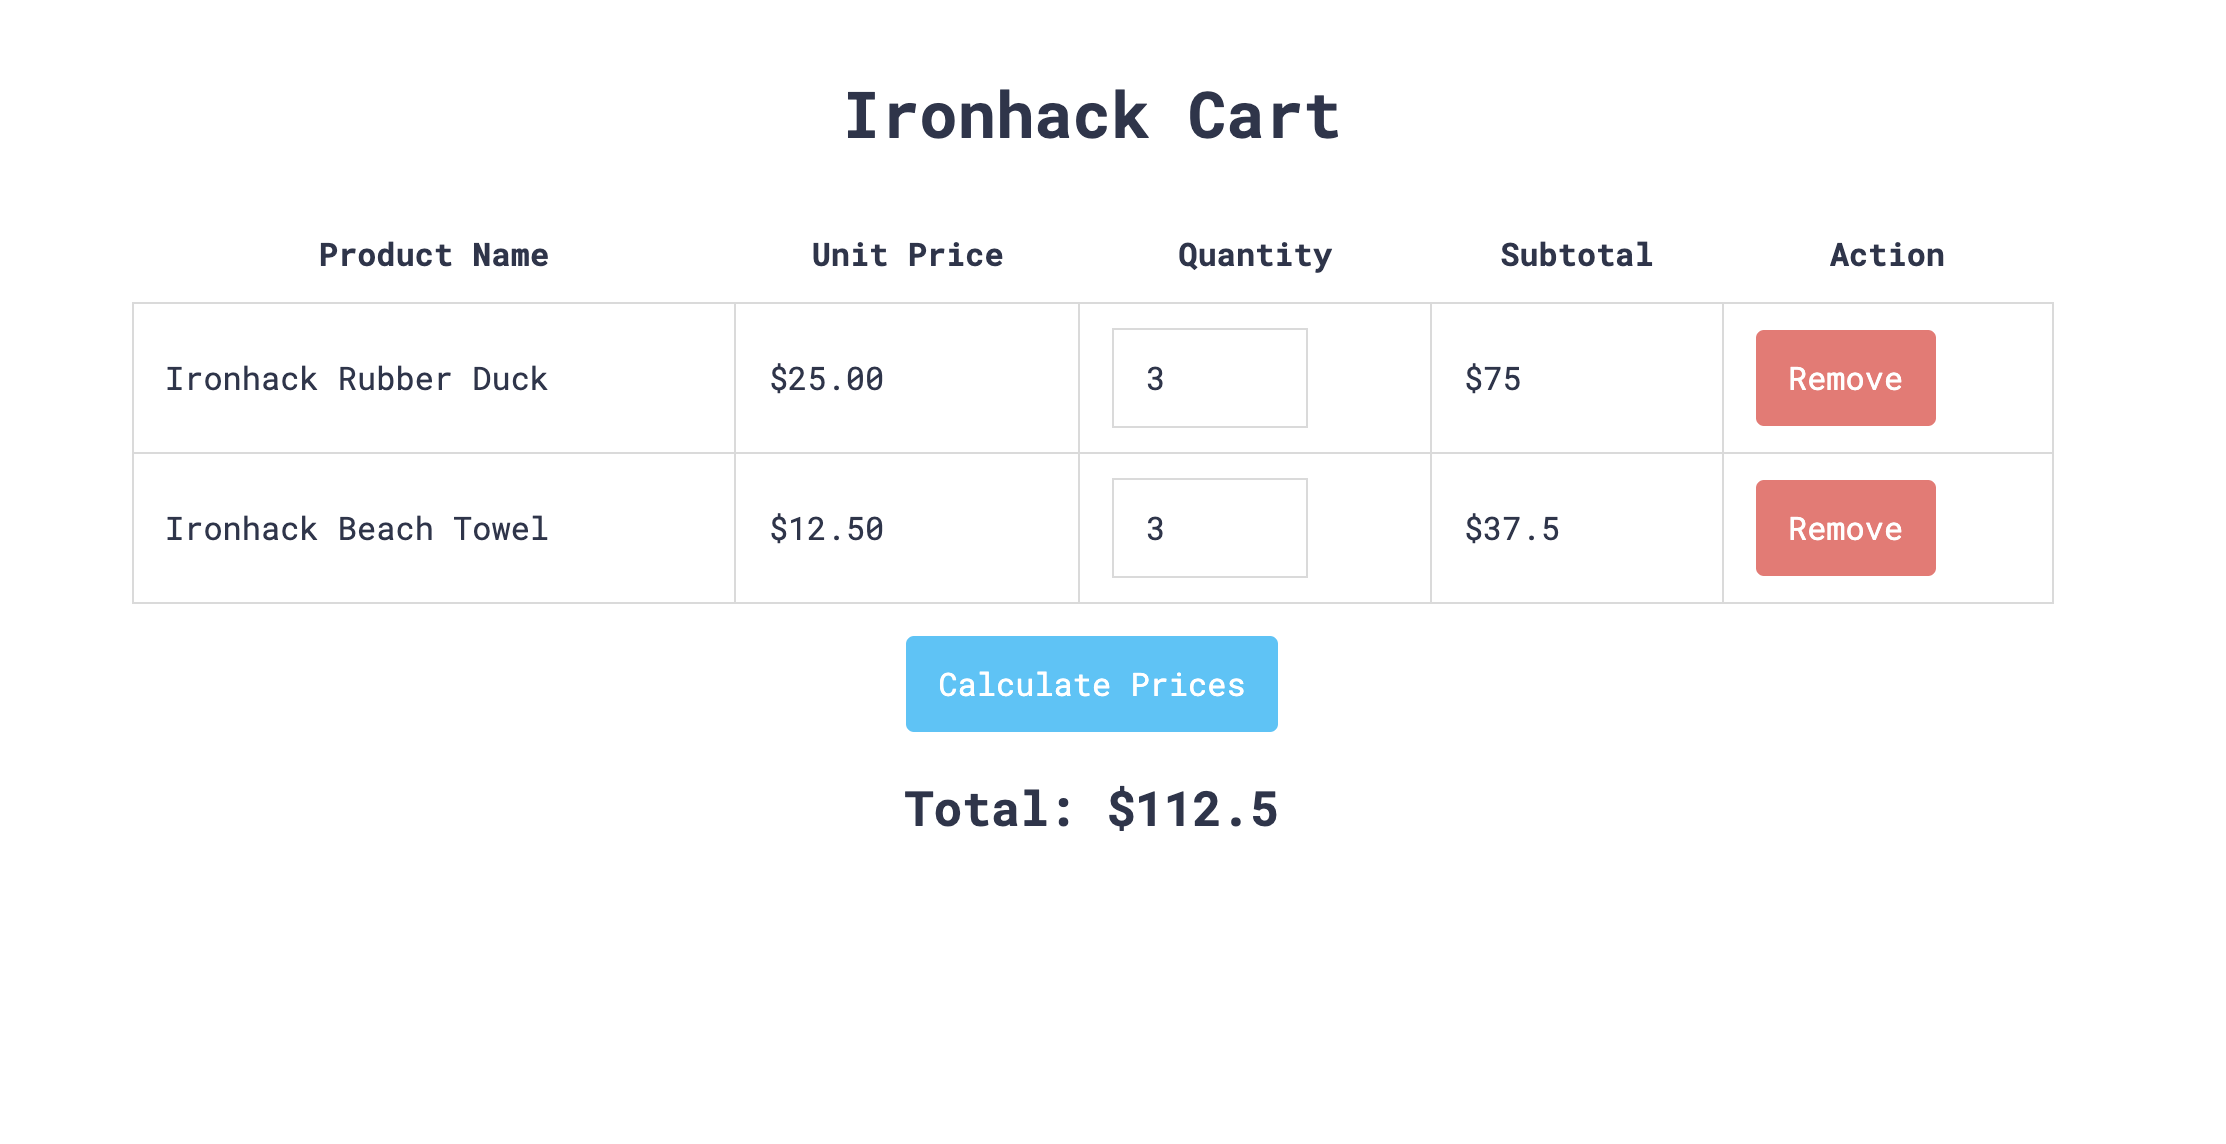 Ironhack Cart
Product Name Unit Price Quantity Subtotal Action
Ironhack Rubber Duck $25.00 3 $75 Remove
Ironhack Beach Towel $12.50 3 $37.5 Remove
Calculate Prices
Total: $112.5